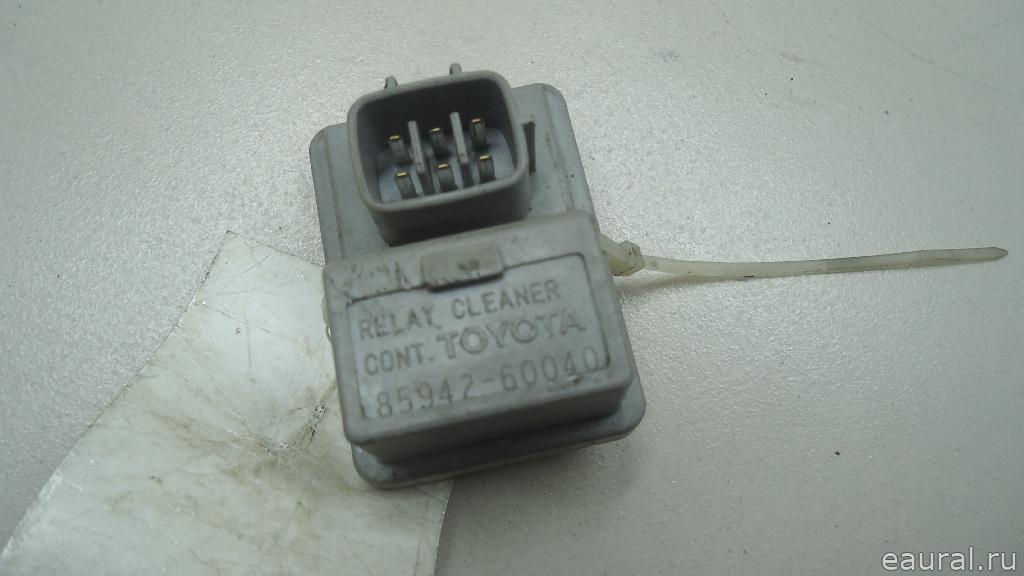 RELAY, CLEANER
CONT. TOYOTA
85942-60040
eaural.ru